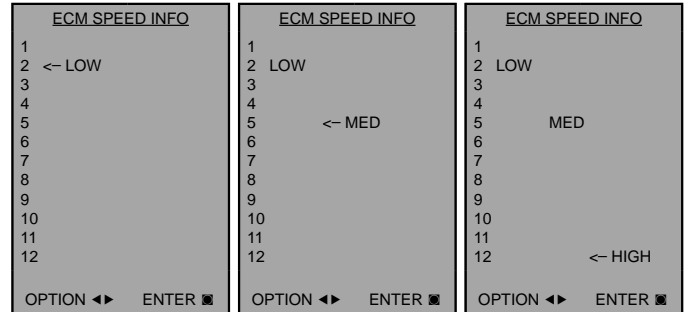 ECM SPEED INFO
1
2 <– LOW
3
4
5
6
7
8
9
10
11
12
OPTION ◄► ENTER ◙
ECM SPEED INFO
1
2 LOW
3
4
5 <– MED
6
7
8
9
10
11
12
OPTION ◄► ENTER ◙
ECM SPEED INFO
1
2 LOW
3
4
5 MED
6
7
8
9
10
11
12 <– HIGH
OPTION ◄► ENTER ◙